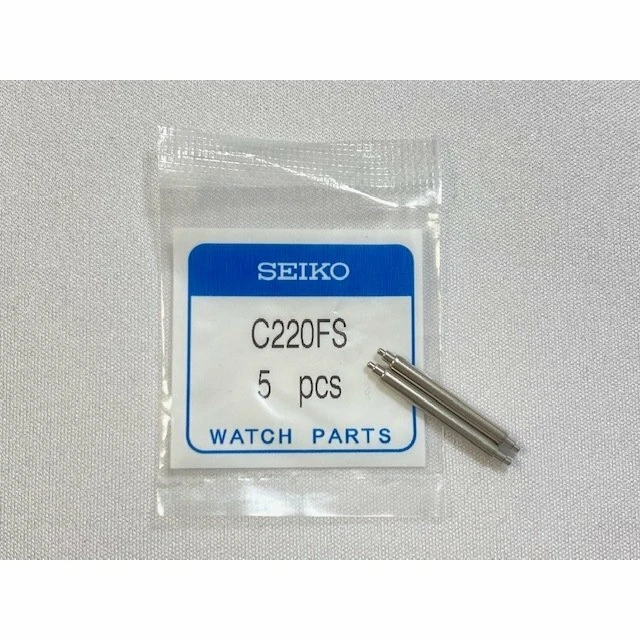 SEIKO
C220FS
5 pcs
WATCH PARTS